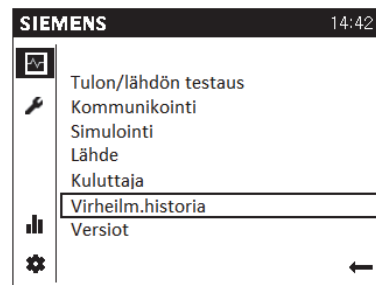 SIEMENS 14:42
Tulon/lähdön testaus
Kommunikointi
Simulointi
Lähde
Kuluttaja
Virheilm.historia
Versiot